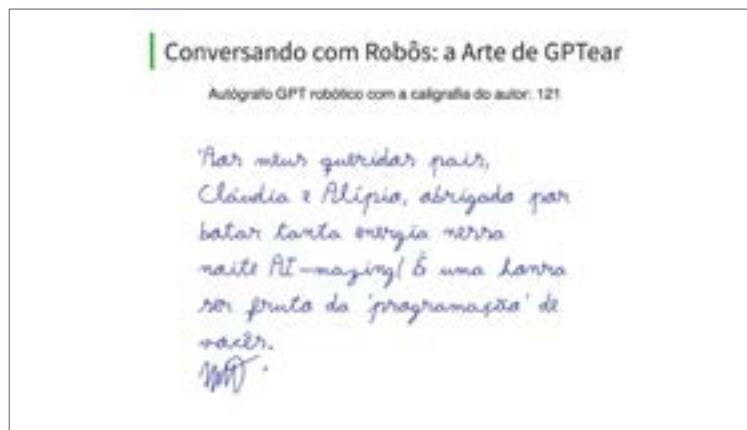 Conversando com Robôs: a Arte de GPTear
Autógrafo GPT robótico com a caligrafia do autor: 121
'Aos meus queridos pais,
Cláudia e Alípio, obrigado por
botar tanta energia nessa
noite AI-mazing! É uma honra
ser fruto da 'programação' de
vocês.